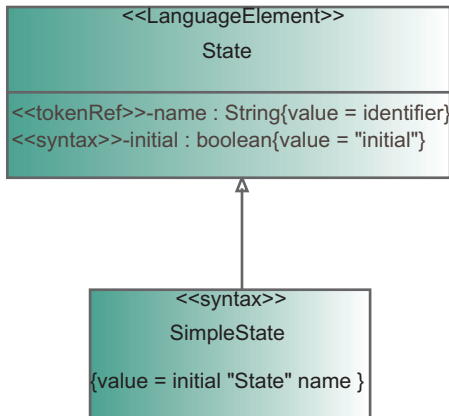 <<LanguageElement>>
State
<<tokenRef>>-name : String{value = identifier}
<<syntax>>-initial : boolean{value = "initial"}
<<syntax>>
SimpleState
{value = initial "State" name }